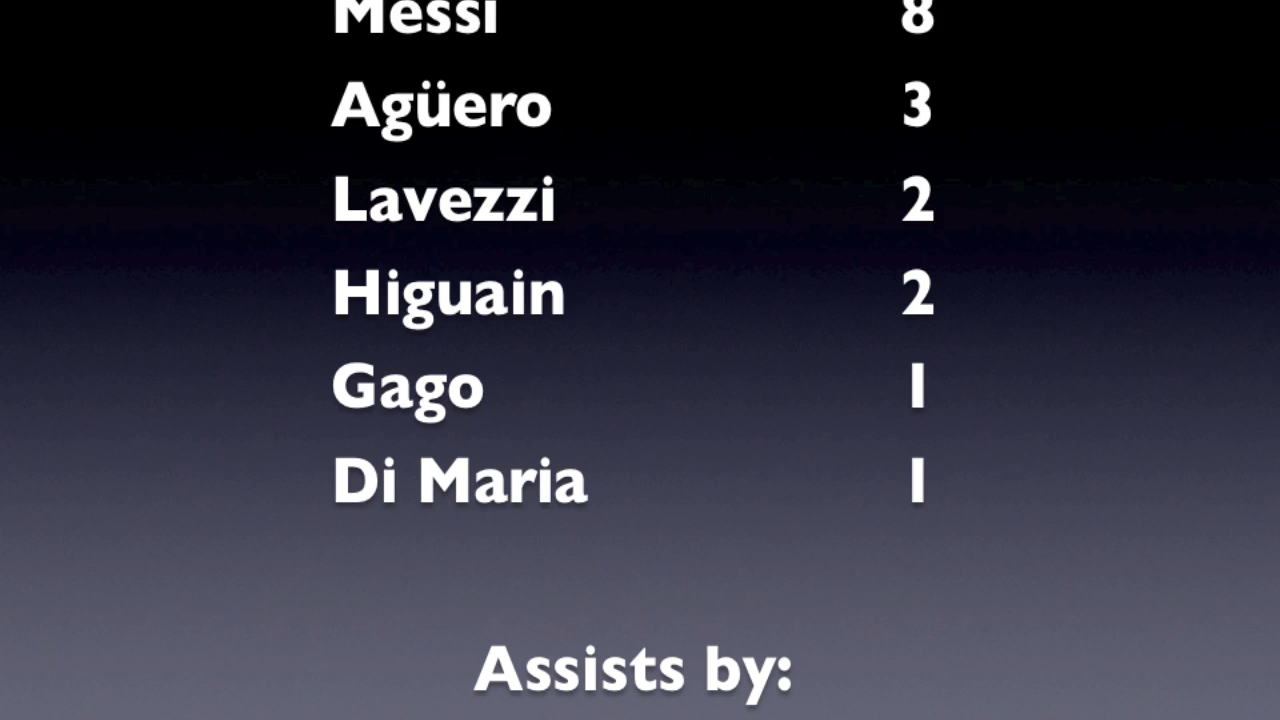 Messi 8
Agüero 3
Lavezzi 2
Higuain 2
Gago 1
Di Maria 1
Assists by: